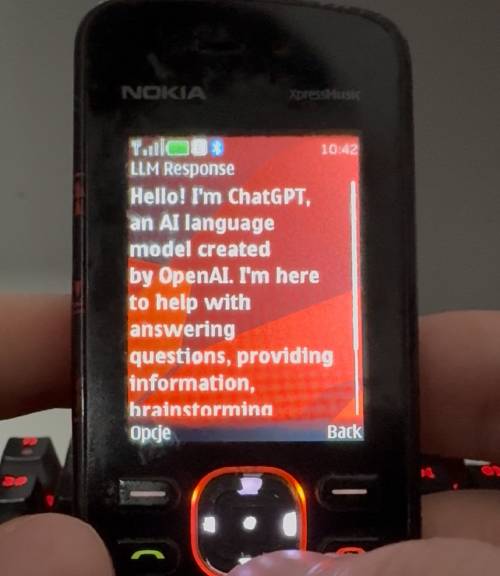 NOKIA
XpressMusic
10:42
LLM Response
Hello! I'm ChatGPT,
an AI language
model created
by OpenAI. I'm here
to help with
answering
questions, providing
information,
brainstorming
Opcje Back